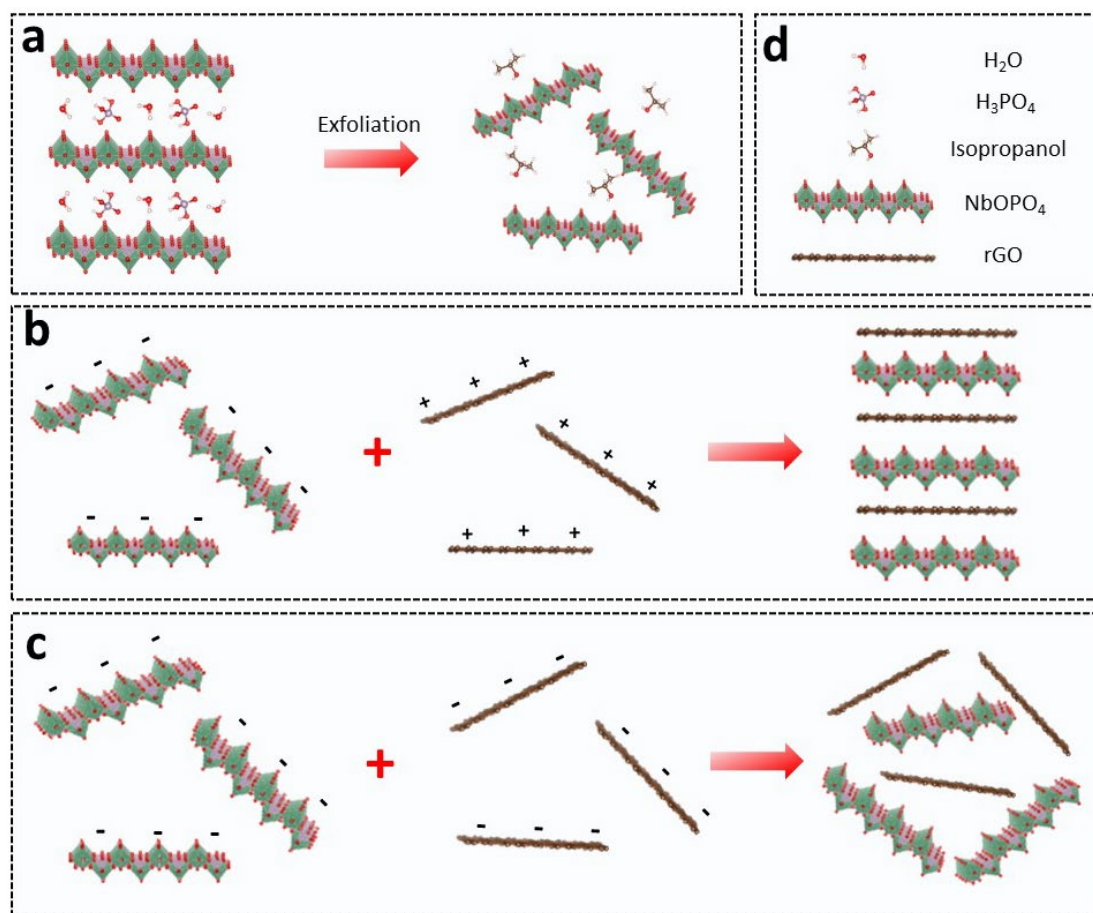 a
Exfoliation
d
H₂O
H₃PO₄
Isopropanol
NbOPO₄
rGO
b
- - -
- - -
- - -
+
+ + +
+ + +
+ + +
c
- - -
- - -
- - -
+
- - -
- - -
- - -